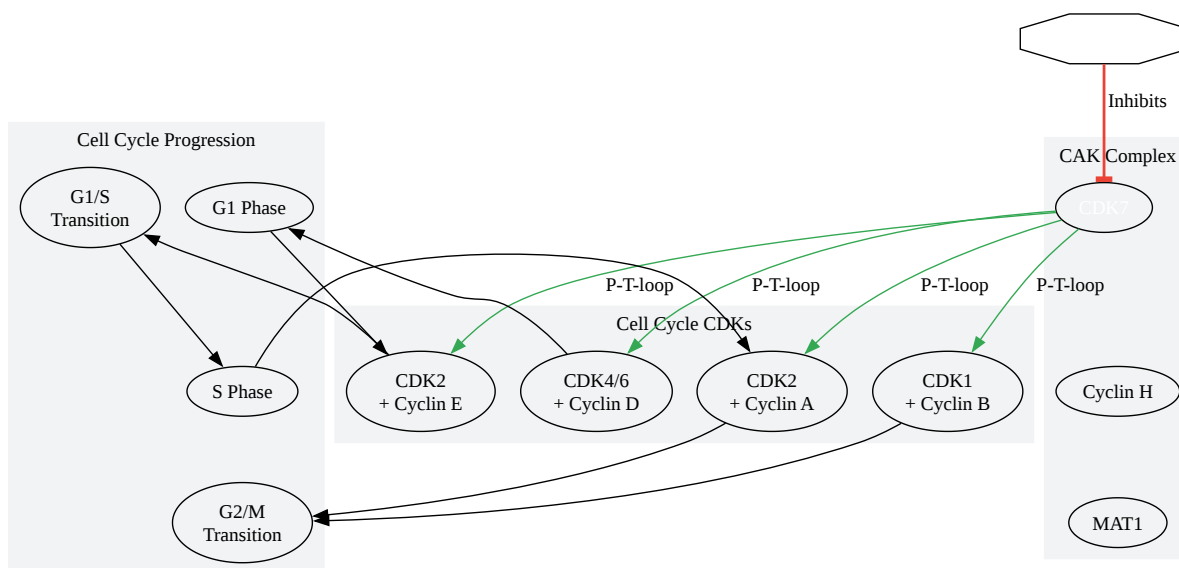 Inhibits
Cell Cycle Progression
CAK Complex
G1/S
Transition
G1 Phase
CDK7
P-T-loop
P-T-loop
P-T-loop
P-T-loop
Cell Cycle CDKs
S Phase
CDK2
+ Cyclin E
CDK4/6
+ Cyclin D
CDK2
+ Cyclin A
CDK1
+ Cyclin B
Cyclin H
G2/M
Transition
MAT1